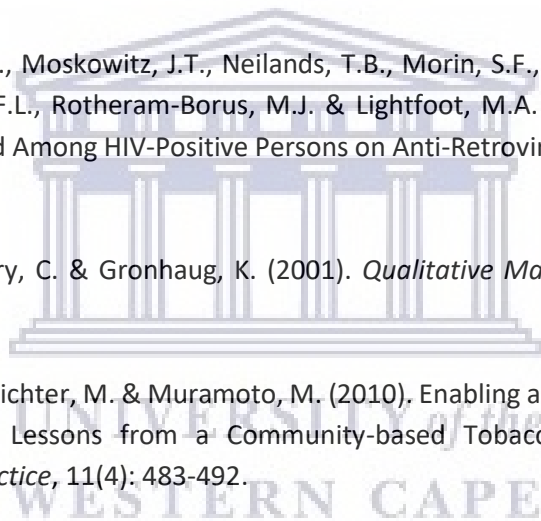 ., Moskowitz, J.T., Neilands, T.B., Morin, S.F.,
F.L., Rotheram-Borus, M.J. & Lightfoot, M.A.
d Among HIV-Positive Persons on Anti-Retrovir
ry, C. & Gronhaug, K. (2001). Qualitative Ma
ichter, M. & Muramoto, M. (2010). Enabling a
UNIVERSITY of the
Lessons from a Community-based Tobacc
ctice, 11(4): 483-492.
WESTERN CAPE